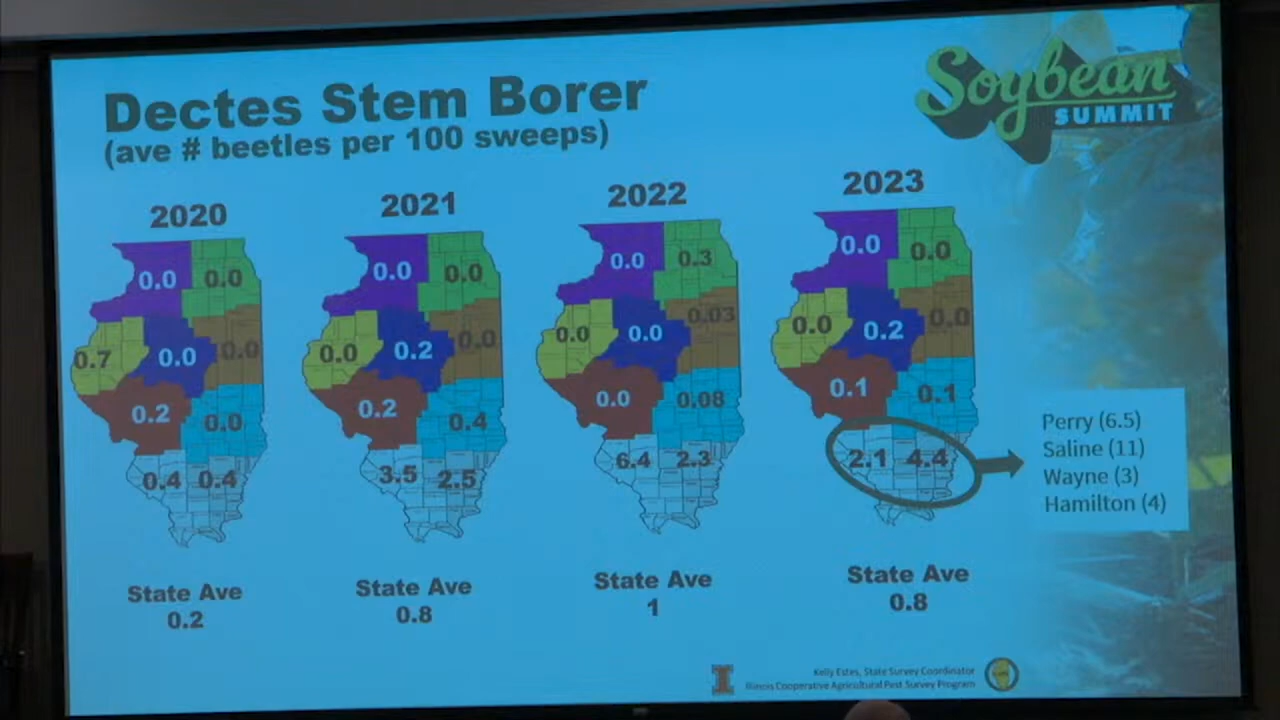 Dectes Stem Borer
(ave # beetles per 100 sweeps)
Soybean
SUMMIT
2020
0.0 0.0
0.7 0.0 0.0
0.2 0.0
0.4 0.4
State Ave
0.2
2021
0.0 0.0
0.0 0.2 0.0
0.2 0.4
3.5 2.5
State Ave
0.8
2022
0.0 0.3
0.0 0.0 0.03
0.0 0.08
6.4 2.3
State Ave
1
2023
0.0 0.0
0.0 0.2 0.0
0.1 0.1
2.1 4.4
State Ave
0.8
Perry (6.5)
Saline (11)
Wayne (3)
Hamilton (4)
I
Kelly Estes, State Survey Coordinator
Illinois Cooperative Agricultural Pest Survey Program